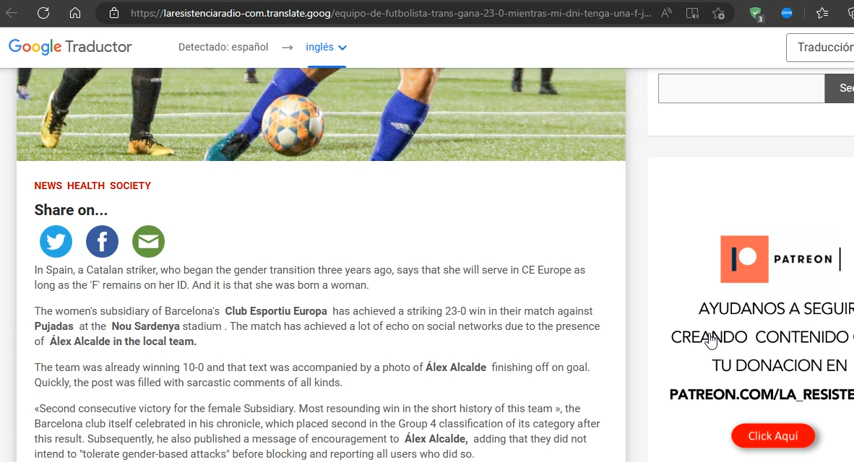 https://laresistenciaradio-com.translate.goog/equipo-de-futbolista-trans-gana-23-0-mientras-mi-dni-tenga-una-f-j...
3
Google Traductor
Detectado: español → inglés
Traducción
NEWS HEALTH SOCIETY
Share on...
In Spain, a Catalan striker, who began the gender transition three years ago, says that she will serve in CE Europe as
long as the 'F' remains on her ID. And it is that she was born a woman.
The women's subsidiary of Barcelona's Club Esportiu Europa has achieved a striking 23-0 win in their match against
Pujadas at the Nou Sardenya stadium . The match has achieved a lot of echo on social networks due to the presence
of Álex Alcalde in the local team.
The team was already winning 10-0 and that text was accompanied by a photo of Álex Alcalde finishing off on goal.
Quickly, the post was filled with sarcastic comments of all kinds.
«Second consecutive victory for the female Subsidiary. Most resounding win in the short history of this team », the
Barcelona club itself celebrated in his chronicle, which placed second in the Group 4 classification of its category after
this result. Subsequently, he also published a message of encouragement to Álex Alcalde, adding that they did not
intend to "tolerate gender-based attacks" before blocking and reporting all users who did so.
Se
PATREON
AYUDANOS A SEGUIR
CREANDO CONTENIDO
TU DONACION EN
PATREON.COM/LA_RESISTE
Click Aquí